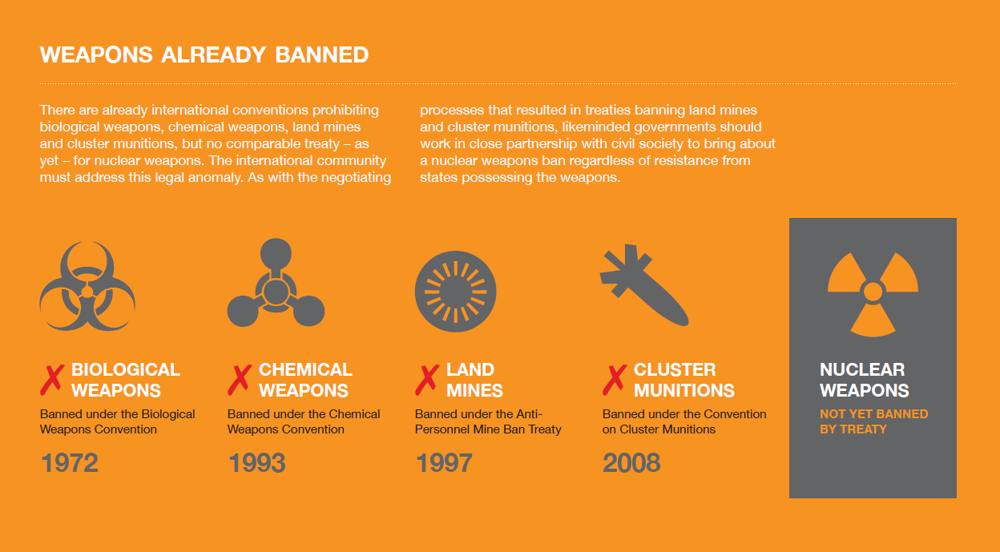 WEAPONS ALREADY BANNED
There are already international conventions prohibiting
biological weapons, chemical weapons, land mines
and cluster munitions, but no comparable treaty – as
yet – for nuclear weapons. The international community
must address this legal anomaly. As with the negotiating
processes that resulted in treaties banning land mines
and cluster munitions, likeminded governments should
work in close partnership with civil society to bring about
a nuclear weapons ban regardless of resistance from
states possessing the weapons.
✗ BIOLOGICAL
WEAPONS
Banned under the Biological
Weapons Convention
1972
✗ CHEMICAL
WEAPONS
Banned under the Chemical
Weapons Convention
1993
✗ LAND
MINES
Banned under the Anti-
Personnel Mine Ban Treaty
1997
✗ CLUSTER
MUNITIONS
Banned under the Convention
on Cluster Munitions
2008
NUCLEAR
WEAPONS
NOT YET BANNED
BY TREATY